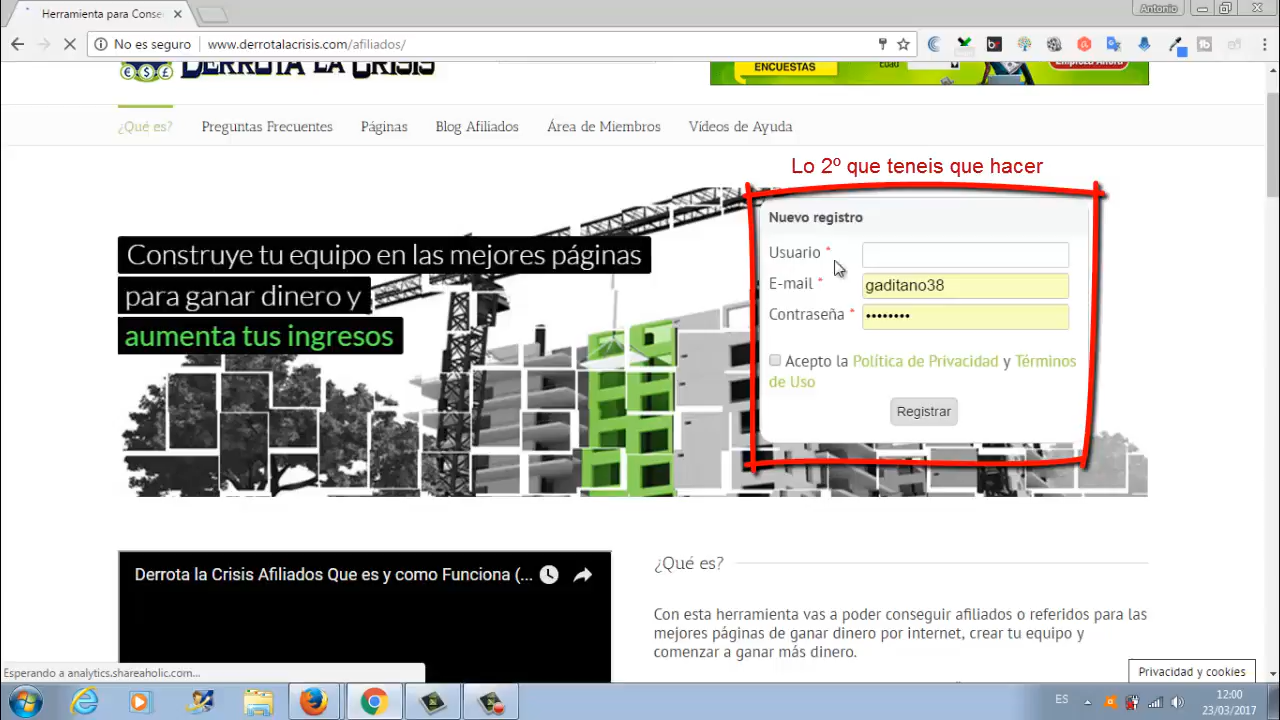 Herramienta para Conse
Antonio
No es seguro
www.derrotalacrisis.com/afiliados/
DERROTA LA CRISIS
ENCUESTAS
Edad
Empieza Ahora
¿Qué es?
Preguntas Frecuentes
Páginas
Blog Afiliados
Área de Miembros
Vídeos de Ayuda
Lo 2º que teneis que hacer
Construye tu equipo en las mejores páginas
para ganar dinero y
aumenta tus ingresos
Nuevo registro
Usuario *
E-mail * gaditano38
Contraseña * ••••••••
Acepto la Política de Privacidad y Términos
de Uso
Registrar
Derrota la Crisis Afiliados Que es y como Funciona (...
¿Qué es?
Con esta herramienta vas a poder conseguir afiliados o referidos para las
mejores páginas de ganar dinero por internet, crear tu equipo y
comenzar a ganar más dinero.
Privacidad y cookies
Esperando a analytics.shareaholic.com...
ES
12:00
23/03/2017